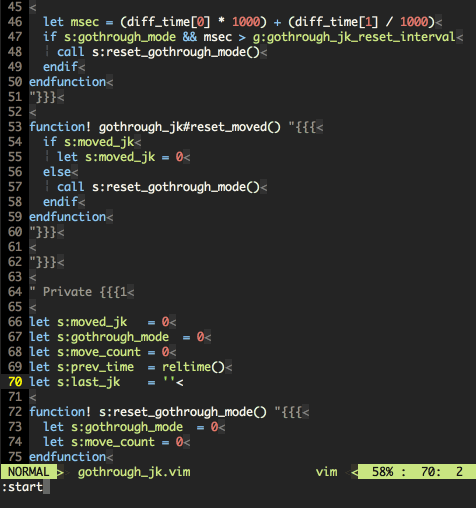 45 <
46   let msec = (diff_time[0] * 1000) + (diff_time[1] / 1000)<
47   if s:gothrough_mode && msec > g:gothrough_jk_reset_interval<
48   ¦ call s:reset_gothrough_mode()<
49   endif<
50 endfunction<
51 "}}}<
52 <
53 function! gothrough_jk#reset_moved() "{{{<
54   if s:moved_jk<
55   ¦ let s:moved_jk = 0<
56   else<
57   ¦ call s:reset_gothrough_mode()<
58   endif<
59 endfunction<
60 "}}}<
61 <
62 "}}}<
63 <
64 " Private {{{1<
65 <
66 let s:moved_jk   = 0<
67 let s:gothrough_mode  = 0<
68 let s:move_count = 0<
69 let s:prev_time  = reltime()<
70 let s:last_jk    = ''<
71 <
72 function! s:reset_gothrough_mode() "{{{<
73   let s:gothrough_mode  = 0<
74   let s:move_count = 0<
75 endfunction<
NORMAL >  gothrough_jk.vim   vim < 58% :  70:  2
:start